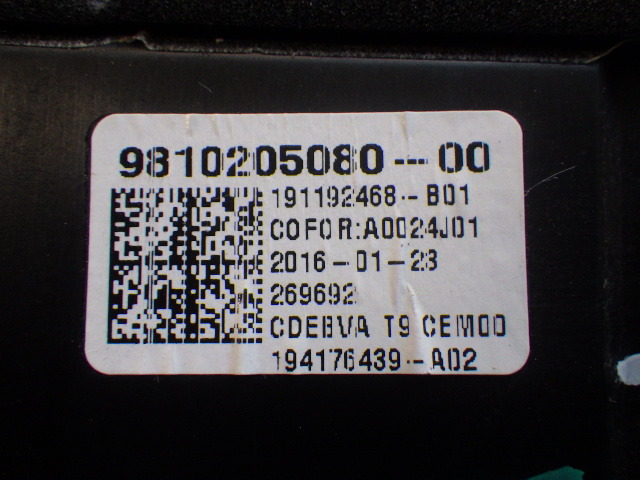 9810205080--00
191192468--B01
COFOR:A0024J01
2016-01-23
269692
CDEBVA T9 CEM00
194176439--A02